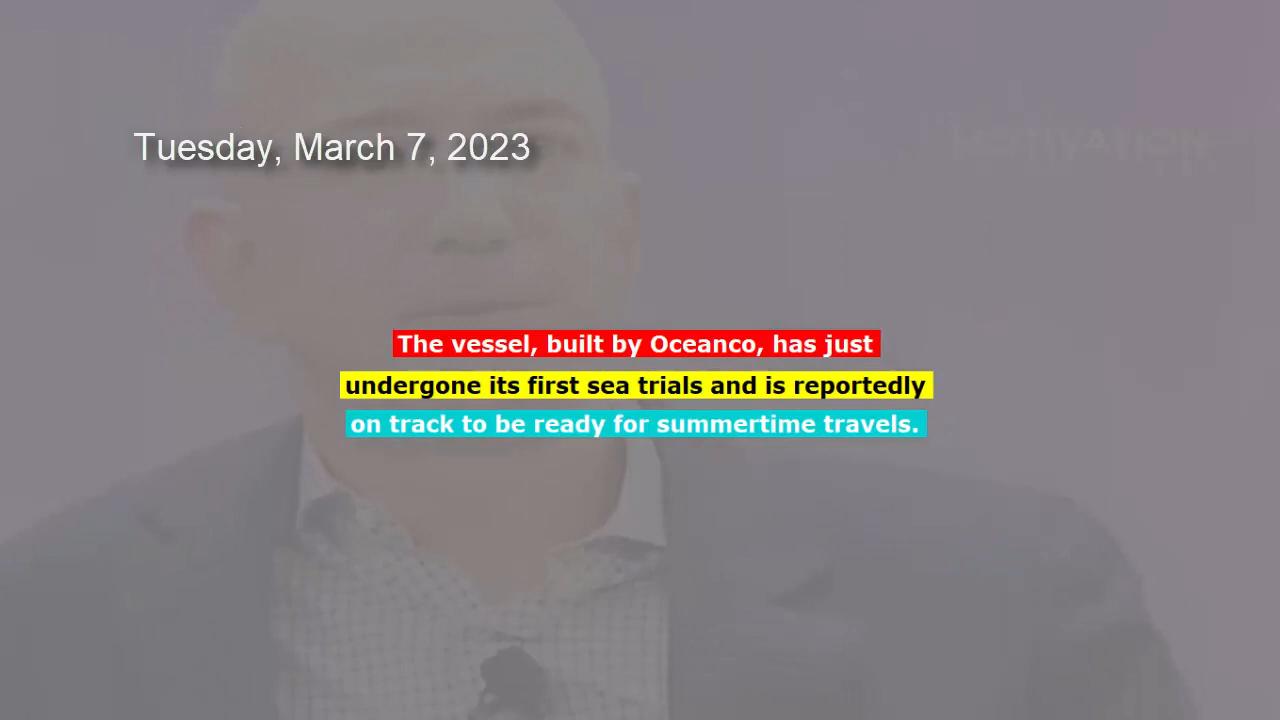 MOTIVATION
Tuesday, March 7, 2023
The vessel, built by Oceanco, has just
undergone its first sea trials and is reportedly
on track to be ready for summertime travels.